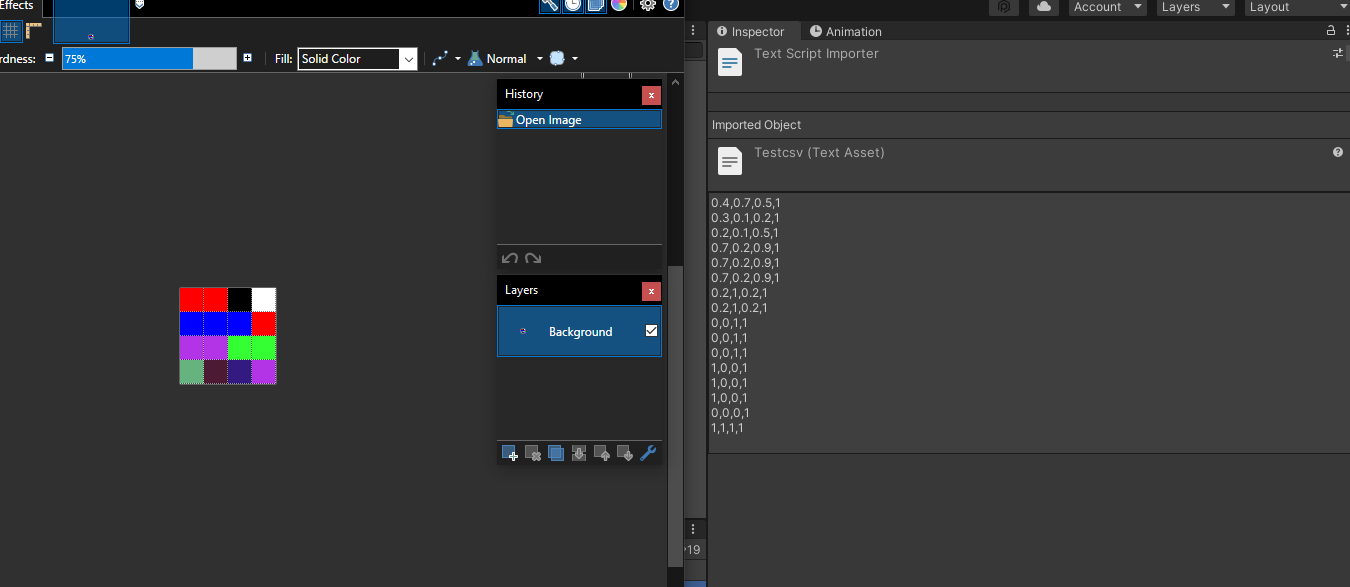 Effects
rdness:
75%
Fill:
Solid Color
Normal
History
Open Image
Layers
Background
Account
Layers
Layout
Inspector
Animation
Text Script Importer
Imported Object
Testcsv (Text Asset)
0.4,0.7,0.5,1
0.3,0.1,0.2,1
0.2,0.1,0.5,1
0.7,0.2,0.9,1
0.7,0.2,0.9,1
0.7,0.2,0.9,1
0.2,1,0.2,1
0.2,1,0.2,1
0,0,1,1
0,0,1,1
0,0,1,1
1,0,0,1
1,0,0,1
1,0,0,1
0,0,0,1
1,1,1,1
19